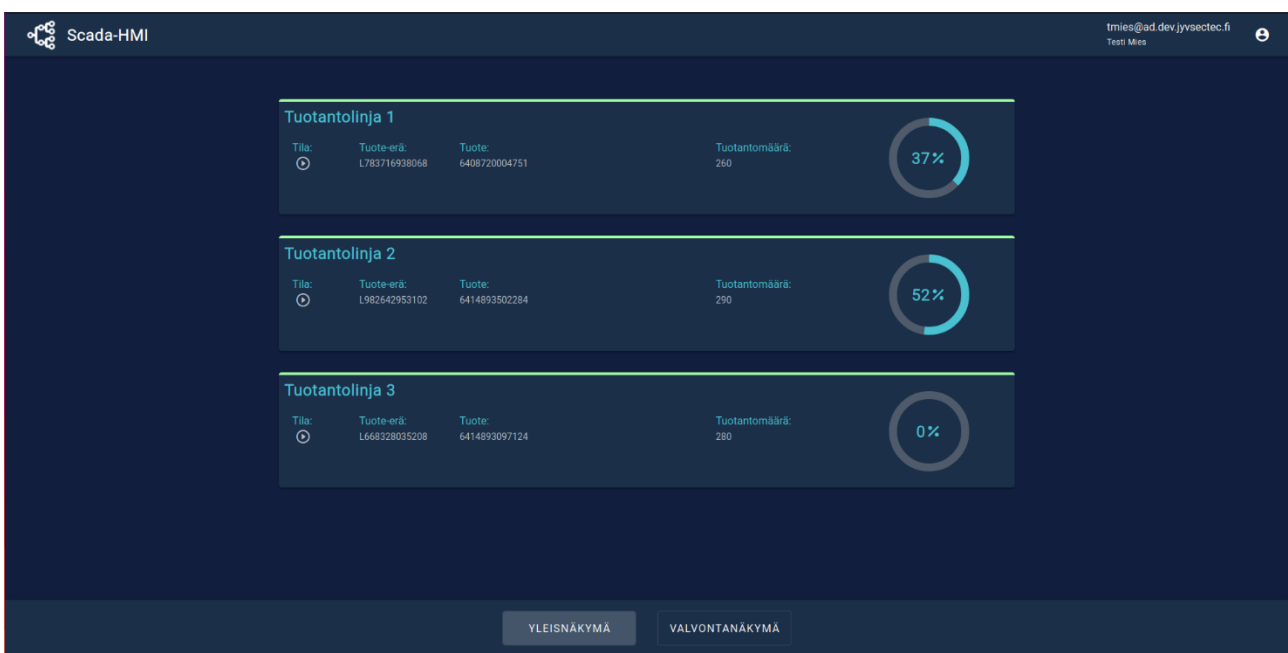 Scada-HMI
tmies@ad.dev.jyvsectec.fi
Testi Mies
Tuotantolinja 1
Tila: Tuote-erä: Tuote: Tuotantomäärä:
L783716938068 6408720004751 260
37%
Tuotantolinja 2
Tila: Tuote-erä: Tuote: Tuotantomäärä:
L982642953102 6414893502284 290
52%
Tuotantolinja 3
Tila: Tuote-erä: Tuote: Tuotantomäärä:
L668328035208 6414893097124 280
0%
YLEISNÄKYMÄ VALVONTANÄKYMÄ